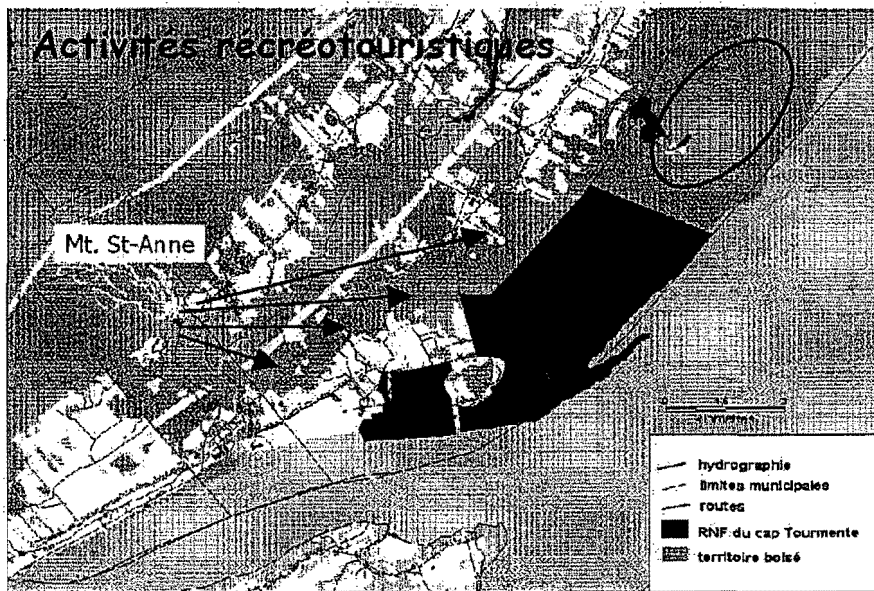 Activités récréotouristiques
Mt. St-Anne
hydrographie
limites municipales
routes
RNF du cap Tourmente
territoire boisé